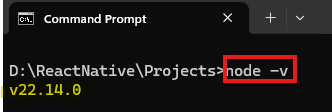 Command Prompt
D:\ReactNative\Projects>node -v
v22.14.0